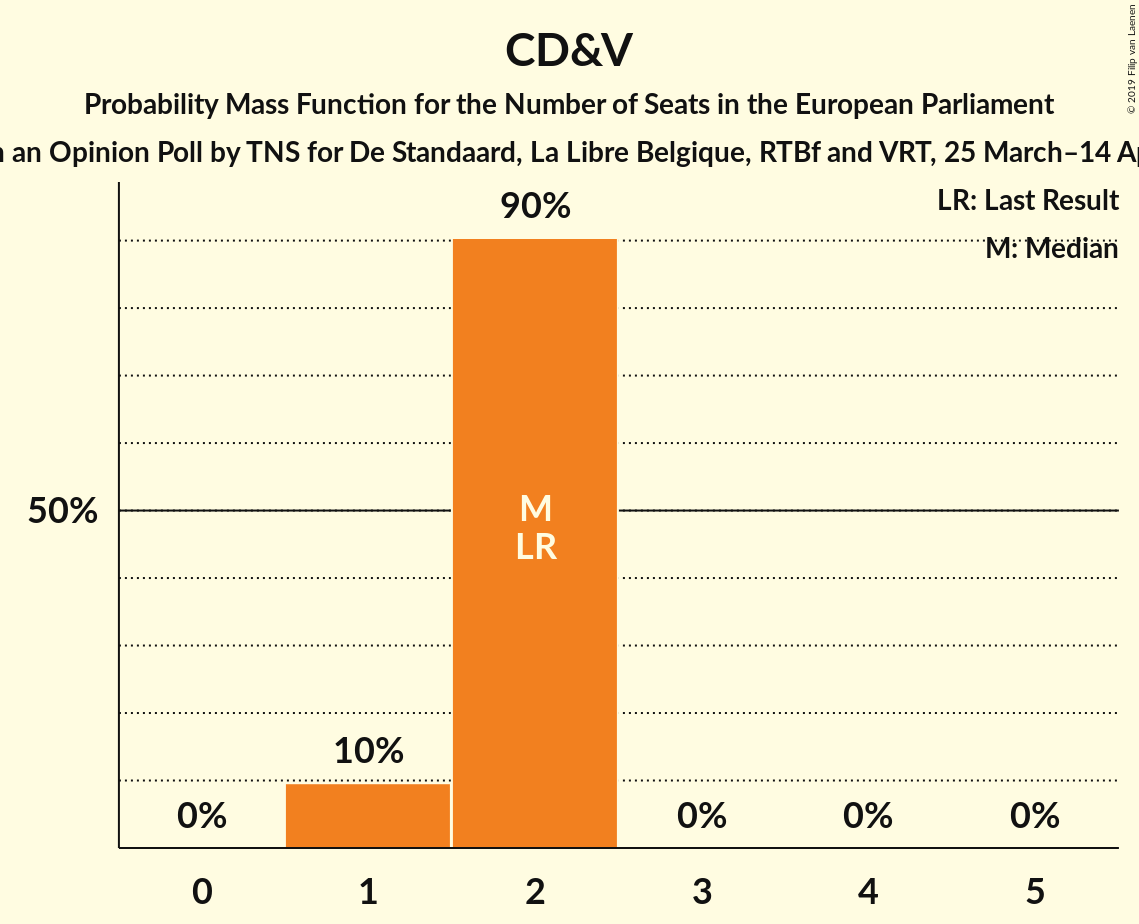 CD&V
Probability Mass Function for the Number of Seats in the European Parliament
an Opinion Poll by TNS for De Standaard, La Libre Belgique, RTBf and VRT, 25 March–14
© 2019 Filip van Laenen
LR: Last Result
M: Median
90%
50%
M
LR
10%
0%
0%
0%
0%
0
1
2
3
4
5